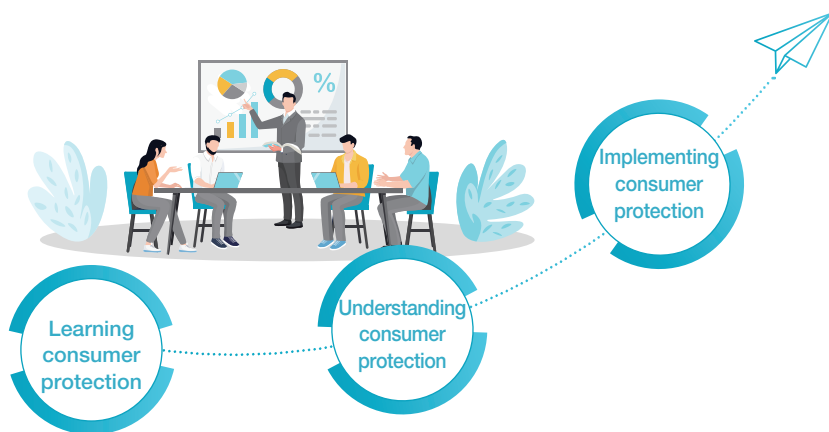 %
Learning
consumer
protection
Understanding
consumer
protection
Implementing
consumer
protection